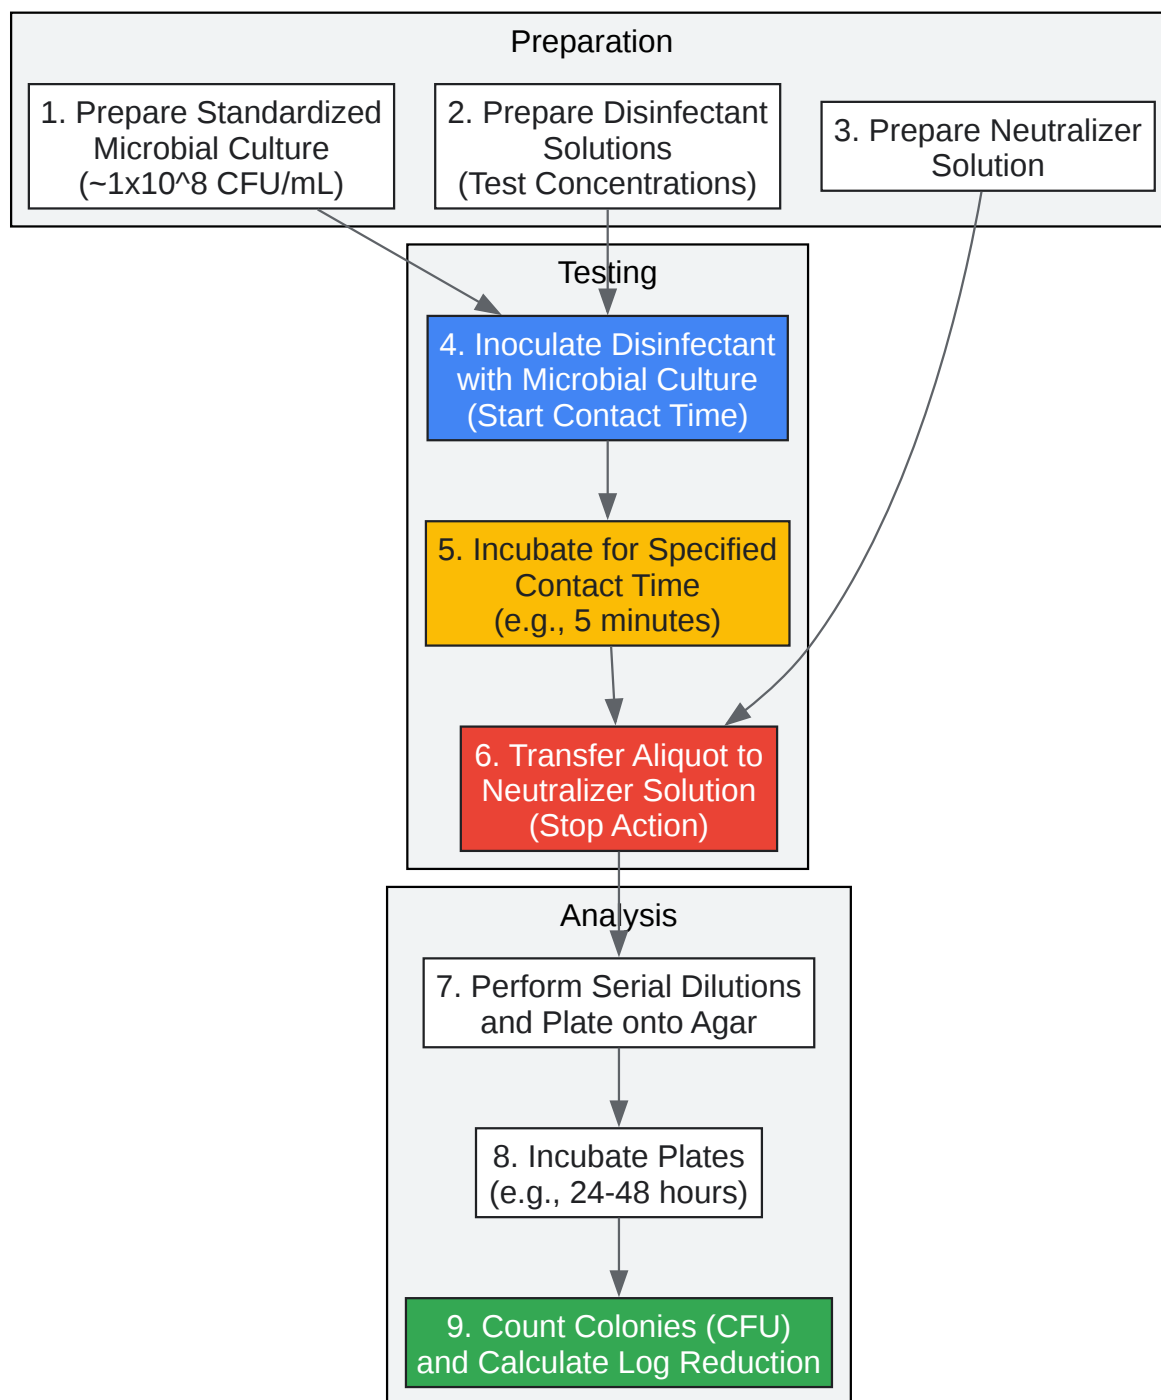 Preparation
1. Prepare Standardized
Microbial Culture
(~1x10^8 CFU/mL)
2. Prepare Disinfectant
Solutions
(Test Concentrations)
3. Prepare Neutralizer
Solution
Testing
4. Inoculate Disinfectant
with Microbial Culture
(Start Contact Time)
5. Incubate for Specified
Contact Time
(e.g., 5 minutes)
6. Transfer Aliquot to
Neutralizer Solution
(Stop Action)
Analysis
7. Perform Serial Dilutions
and Plate onto Agar
8. Incubate Plates
(e.g., 24-48 hours)
9. Count Colonies (CFU)
and Calculate Log Reduction